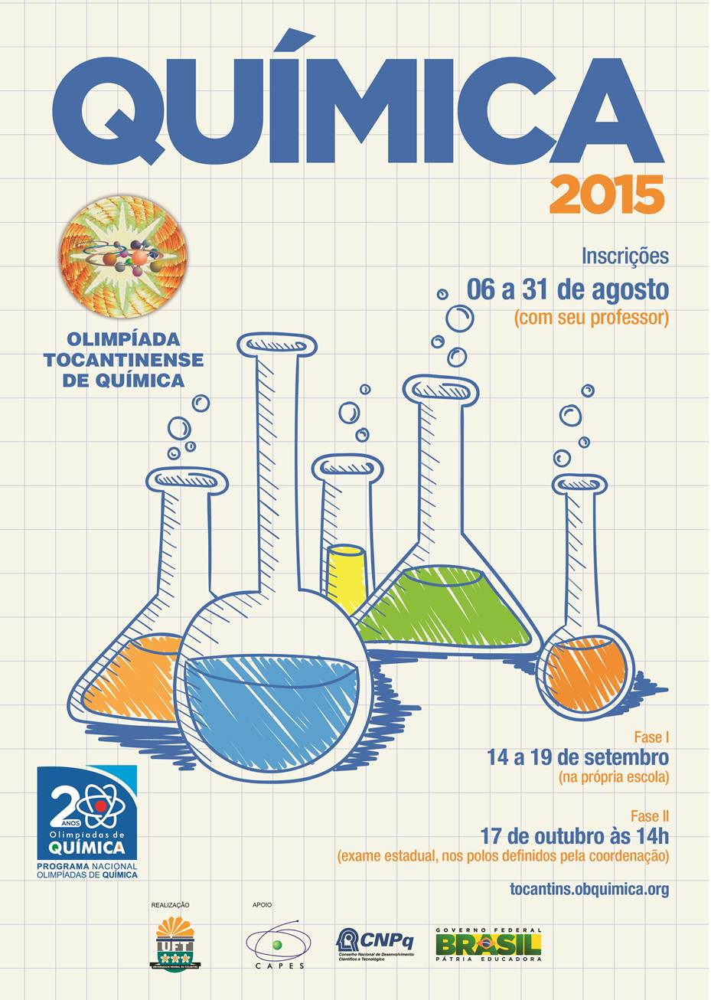 QUÍMICA
2015
Inscrições
06 a 31 de agosto
(com seu professor)
OLIMPÍADA
TOCANTINENSE
DE QUÍMICA
Fase I
14 a 19 de setembro
(na própria escola)
Fase II
17 de outubro às 14h
(exame estadual, nos polos definidos pela coordenação)
tocantins.obquimica.org
20
ANOS
Olimpíadas de
QUÍMICA
PROGRAMA NACIONAL
OLIMPÍADAS DE QUÍMICA
REALIZAÇÃO
UFT
UNIVERSIDADE FEDERAL DO TOCANTINS
APOIO
CAPES
CNPq
Conselho Nacional de Desenvolvimento
Científico e Tecnológico
GOVERNO FEDERAL
BRASIL
PÁTRIA EDUCADORA